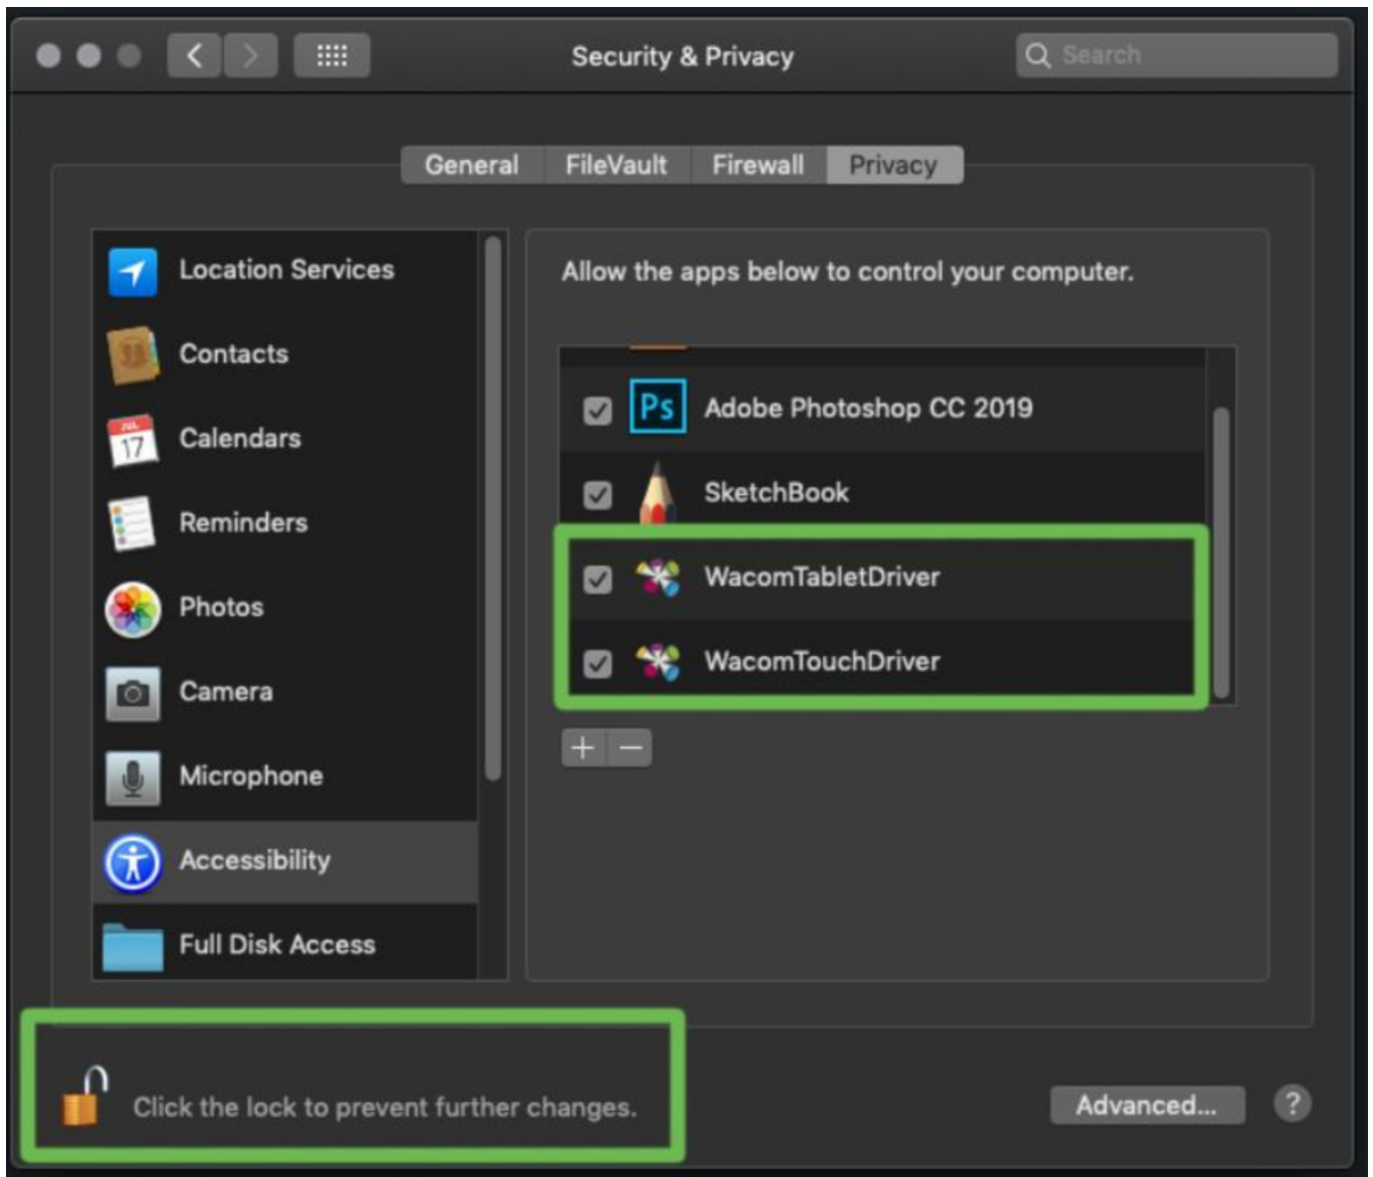 Security & Privacy
Search
General FileVault Firewall Privacy
Location Services
Contacts
JUL
17
Calendars
Reminders
Photos
Camera
Microphone
Accessibility
Full Disk Access
Allow the apps below to control your computer.
Ps Adobe Photoshop CC 2019
SketchBook
WacomTabletDriver
WacomTouchDriver
+ −
Click the lock to prevent further changes.
Advanced...
?